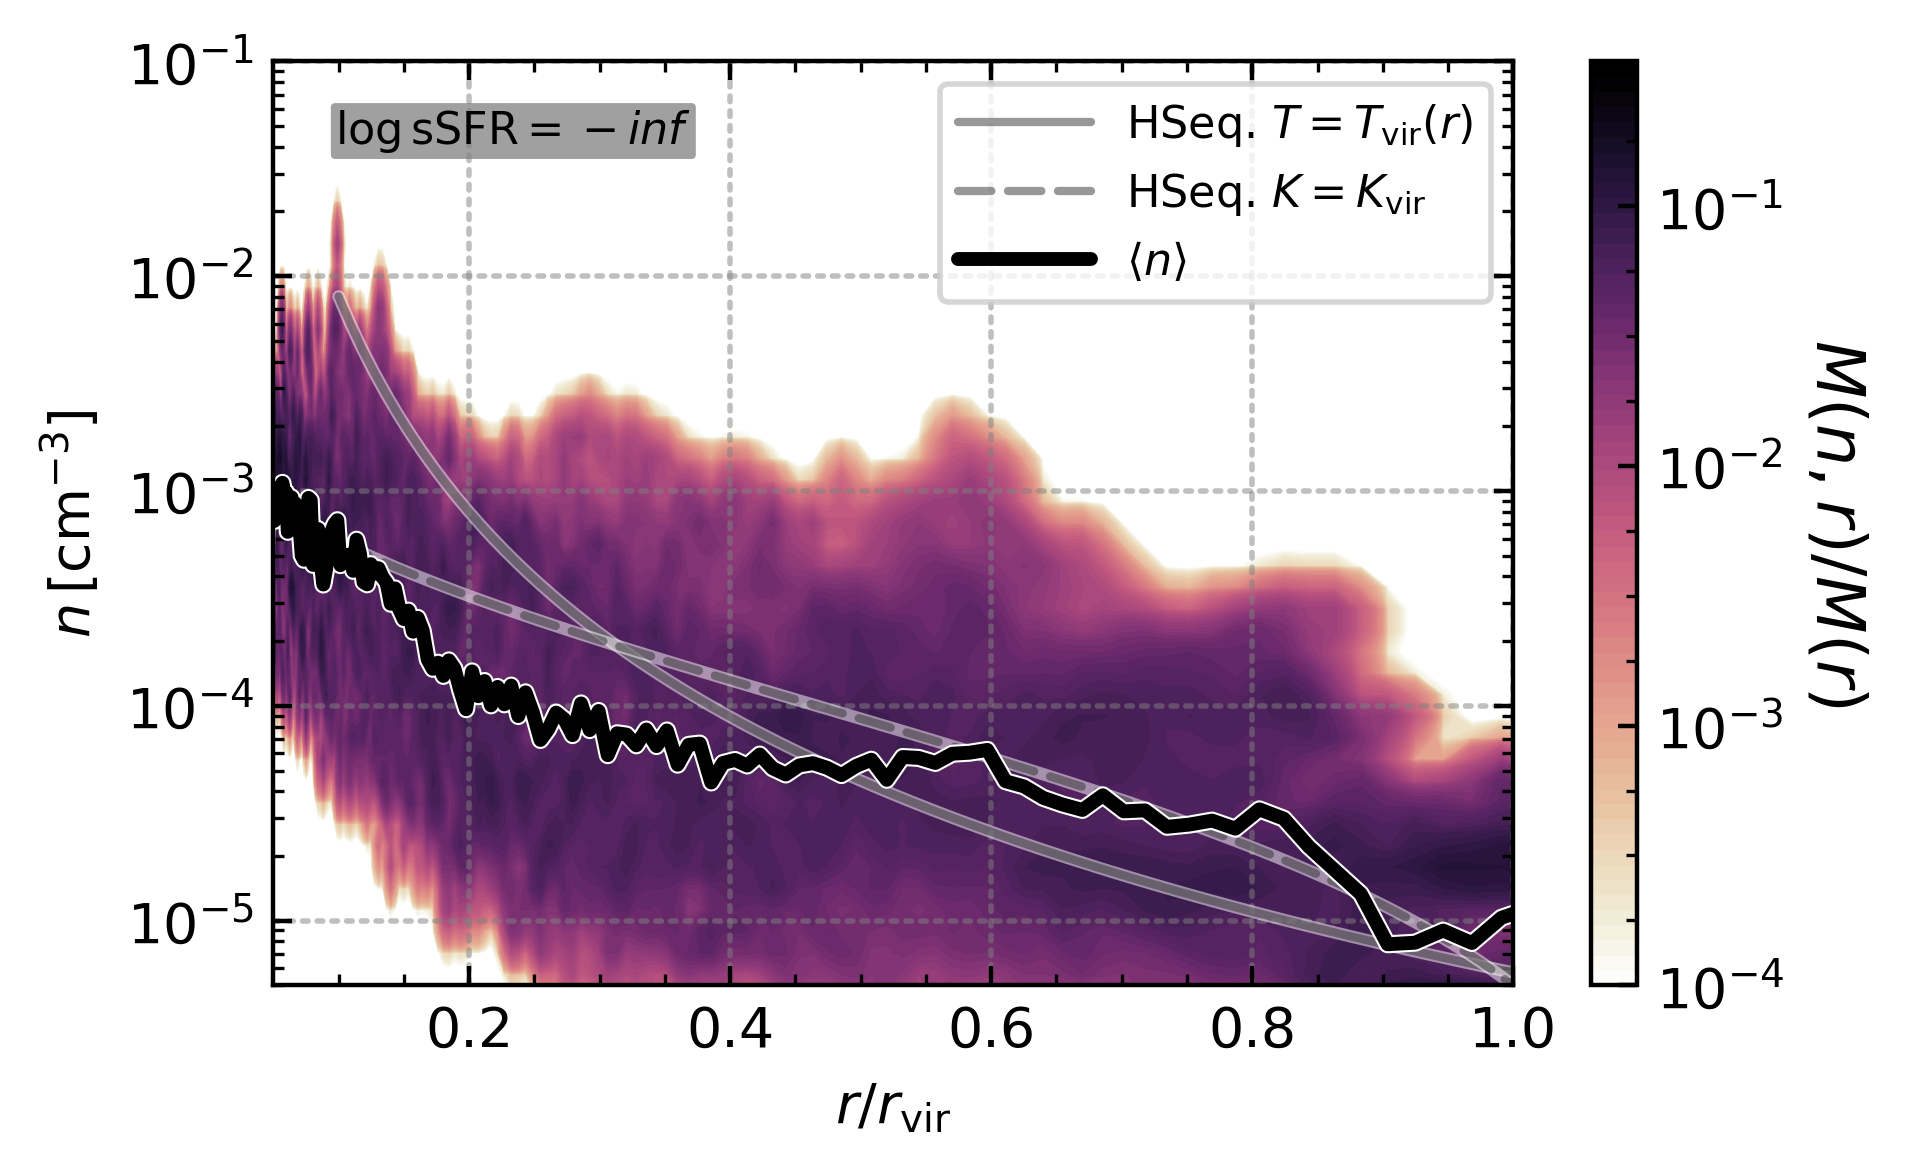 10⁻¹
10⁻²
10⁻³
10⁻⁴
10⁻⁵
n [cm⁻³]
log sSFR = −inf
HSeq. T = T_vir(r)
HSeq. K = K_vir
⟨n⟩
0.2 0.4 0.6 0.8 1.0
r/r_vir
10⁻¹
10⁻²
10⁻³
10⁻⁴
M(n, r)/M(r)